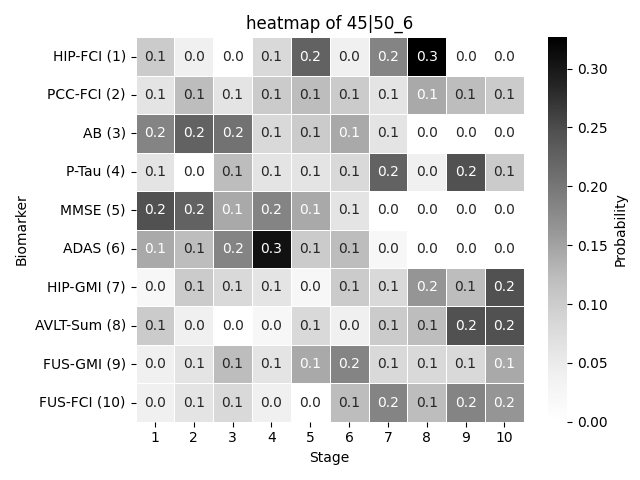 heatmap of 45|50_6
HIP-FCI (1) 0.1 0.0 0.0 0.1 0.2 0.0 0.2 0.3 0.0 0.0
PCC-FCI (2) 0.1 0.1 0.1 0.1 0.1 0.1 0.1 0.1 0.1 0.1
AB (3) 0.2 0.2 0.2 0.1 0.1 0.1 0.1 0.0 0.0 0.0
P-Tau (4) 0.1 0.0 0.1 0.1 0.1 0.1 0.2 0.0 0.2 0.1
MMSE (5) 0.2 0.2 0.1 0.2 0.1 0.1 0.0 0.0 0.0 0.0
ADAS (6) 0.1 0.1 0.2 0.3 0.1 0.1 0.0 0.0 0.0 0.0
HIP-GMI (7) 0.0 0.1 0.1 0.1 0.0 0.1 0.1 0.2 0.1 0.2
AVLT-Sum (8) 0.1 0.0 0.0 0.0 0.1 0.0 0.1 0.1 0.2 0.2
FUS-GMI (9) 0.0 0.1 0.1 0.1 0.1 0.2 0.1 0.1 0.1 0.1
FUS-FCI (10) 0.0 0.1 0.1 0.0 0.0 0.1 0.2 0.1 0.2 0.2
1 2 3 4 5 6 7 8 9 10
Stage
Biomarker
0.30
0.25
0.20
0.15
0.10
0.05
0.00
Probability